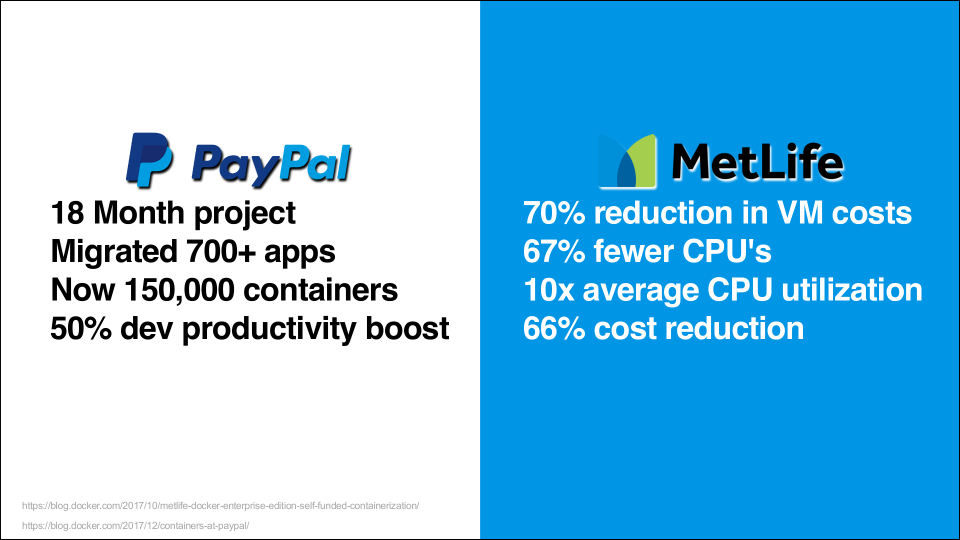 PayPal
18 Month project
Migrated 700+ apps
Now 150,000 containers
50% dev productivity boost
MetLife
70% reduction in VM costs
67% fewer CPU's
10x average CPU utilization
66% cost reduction
https://blog.docker.com/2017/10/metlife-docker-enterprise-edition-self-funded-containerization/
https://blog.docker.com/2017/12/containers-at-paypal/